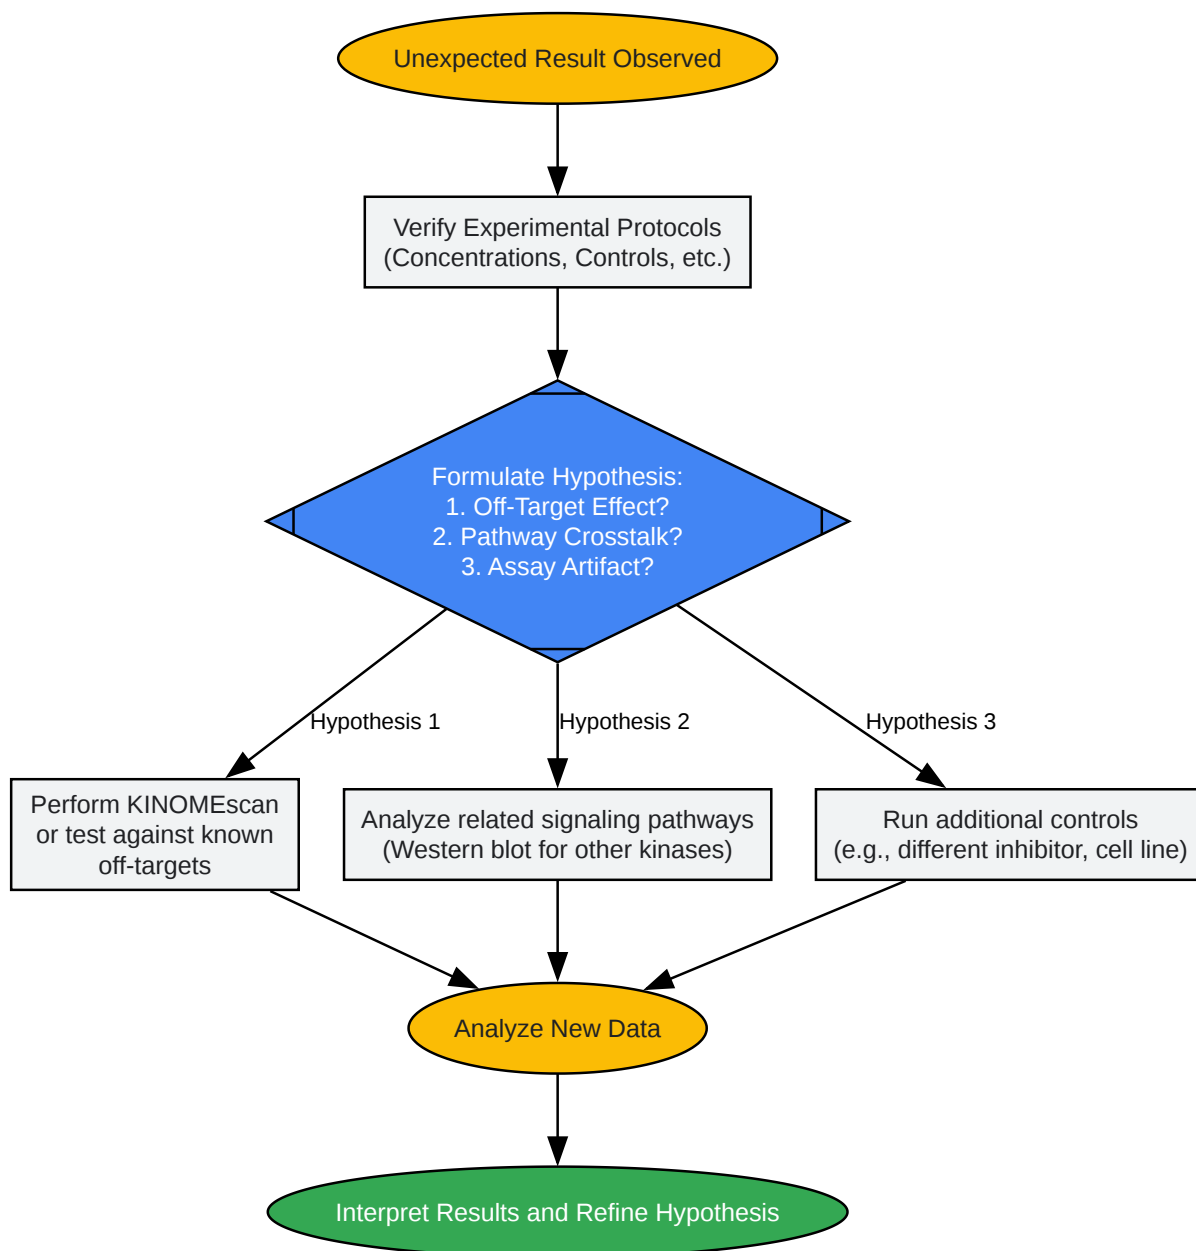 Unexpected Result Observed
Verify Experimental Protocols
(Concentrations, Controls, etc.)
Formulate Hypothesis:
1. Off-Target Effect?
2. Pathway Crosstalk?
3. Assay Artifact?
Hypothesis 1
Hypothesis 2
Hypothesis 3
Perform KINOMEscan
or test against known
off-targets
Analyze related signaling pathways
(Western blot for other kinases)
Run additional controls
(e.g., different inhibitor, cell line)
Analyze New Data
Interpret Results and Refine Hypothesis